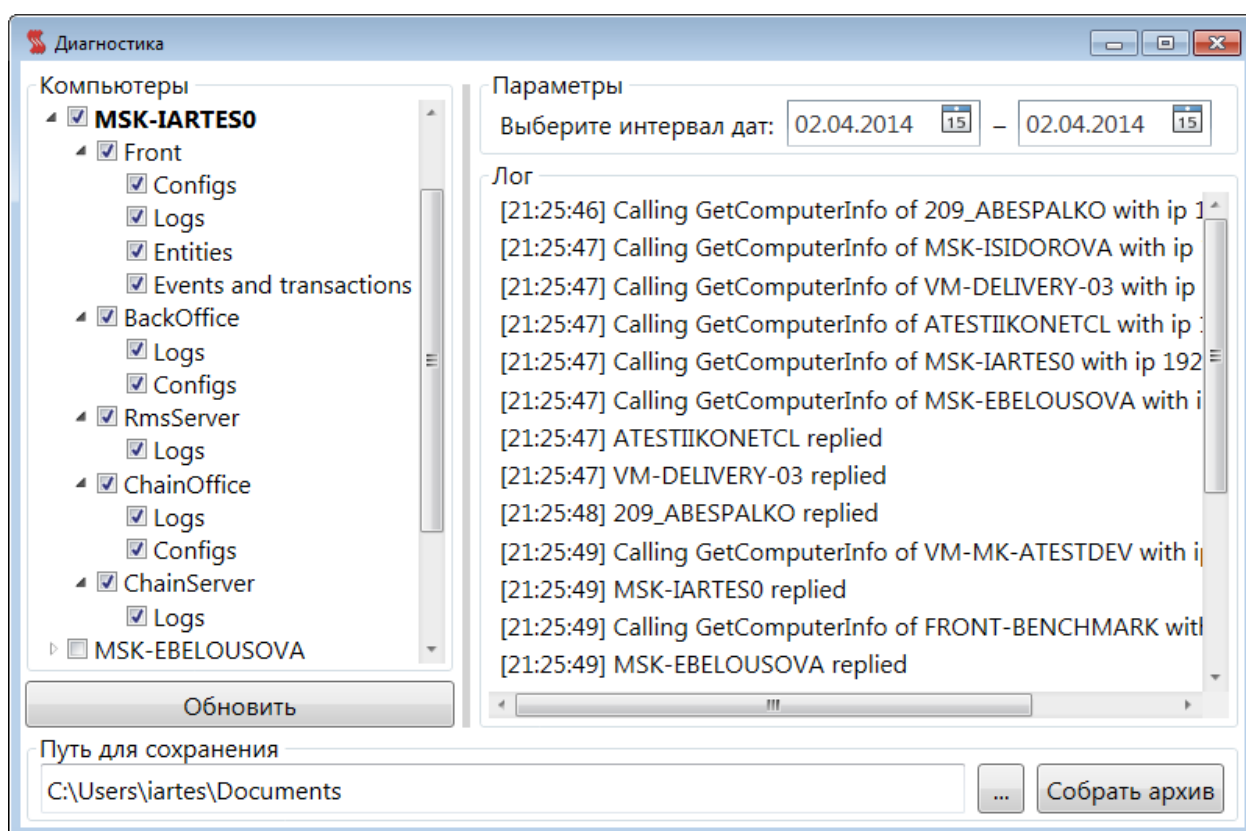 Диагностика
Компьютеры
MSK-IARTES0
Front
Configs
Logs
Entities
Events and transactions
BackOffice
Logs
Configs
RmsServer
Logs
ChainOffice
Logs
Configs
ChainServer
Logs
MSK-EBELOUSOVA
Обновить
Параметры
Выберите интервал дат: 02.04.2014 15 – 02.04.2014 15
Лог
[21:25:46] Calling GetComputerInfo of 209_ABESPALKO with ip 1
[21:25:47] Calling GetComputerInfo of MSK-ISIDOROVA with ip
[21:25:47] Calling GetComputerInfo of VM-DELIVERY-03 with ip
[21:25:47] Calling GetComputerInfo of ATESTIIKONETCL with ip
[21:25:47] Calling GetComputerInfo of MSK-IARTES0 with ip 192
[21:25:47] Calling GetComputerInfo of MSK-EBELOUSOVA with i
[21:25:47] ATESTIIKONETCL replied
[21:25:47] VM-DELIVERY-03 replied
[21:25:48] 209_ABESPALKO replied
[21:25:49] Calling GetComputerInfo of VM-MK-ATESTDEV with i
[21:25:49] MSK-IARTES0 replied
[21:25:49] Calling GetComputerInfo of FRONT-BENCHMARK wit
[21:25:49] MSK-EBELOUSOVA replied
Путь для сохранения
C:\Users\iartes\Documents
...
Собрать архив